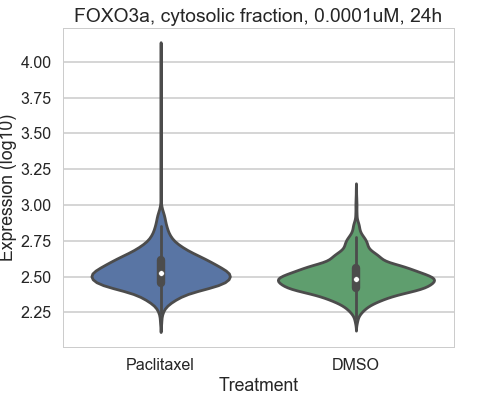 FOXO3a, cytosolic fraction, 0.0001uM, 24h
Expression (log10)
4.00
3.75
3.50
3.25
3.00
2.75
2.50
2.25
Paclitaxel DMSO
Treatment